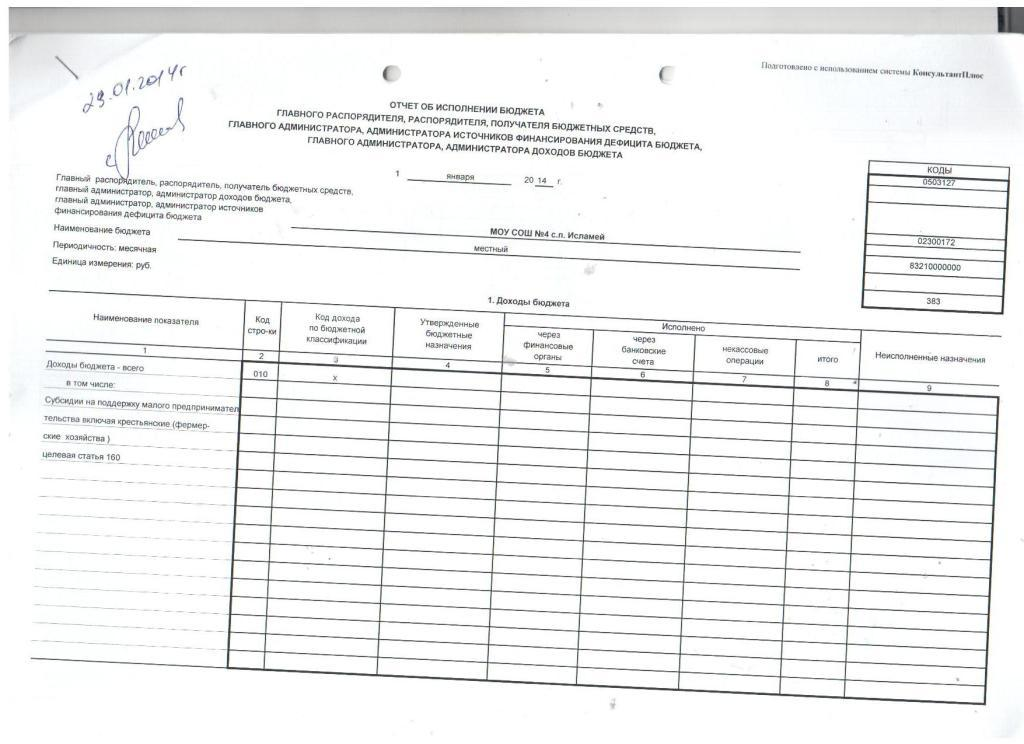 Подготовлено с использованием системы КонсультантПлюс
29.01.2014г
ОТЧЕТ ОБ ИСПОЛНЕНИИ БЮДЖЕТА
ГЛАВНОГО РАСПОРЯДИТЕЛЯ, РАСПОРЯДИТЕЛЯ, ПОЛУЧАТЕЛЯ БЮДЖЕТНЫХ СРЕДСТВ,
ГЛАВНОГО АДМИНИСТРАТОРА, АДМИНИСТРАТОРА ИСТОЧНИКОВ ФИНАНСИРОВАНИЯ ДЕФИЦИТА БЮДЖЕТА,
ГЛАВНОГО АДМИНИСТРАТОРА, АДМИНИСТРАТОРА ДОХОДОВ БЮДЖЕТА
1 января 20 14 г.
КОДЫ
0503127
02300172
83210000000
383
Главный распорядитель, распорядитель, получатель бюджетных средств,
главный администратор, администратор доходов бюджета,
главный администратор, администратор источников
финансирования дефицита бюджета
МОУ СОШ №4 с.п. Исламей
Наименование бюджета
местный
Периодичность: месячная
Единица измерения: руб.
1. Доходы бюджета
Наименование показателя
Код
стро-ки
Код дохода
по бюджетной
классификации
Утвержденные
бюджетные
назначения
Исполнено
через
финансовые
органы
через
банковские
счета
некассовые
операции
итого
Неисполненные назначения
1 2 3 4 5 6 7 8 9
Доходы бюджета - всего 010 х
в том числе:
Субсидии на поддержку малого предпринимател
тельства включая крестьянские (фермер-
ские хозяйства )
целевая статья 160